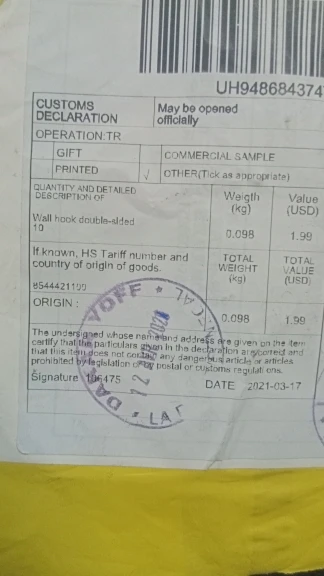 UH948684374
CUSTOMS DECLARATION
May be opened officially
OPERATION:TR
GIFT
COMMERCIAL SAMPLE
PRINTED
√ OTHER(Tick as appropriate)
QUANTITY AND DETAILED DESCRIPTION OF
Weigth (kg)
Value (USD)
Wall hook double-sided
10
0.098
1.99
If known, HS Tariff number and country of origin of goods.
TOTAL WEIGHT (kg)
TOTAL VALUE (USD)
8544421100
ORIGIN :
0.098
1.99
The undersigned whose name and address are given on the item
certify that the particulars given in the declaration are correct and
that this item does not contain any dangerous article or articles
prohibited by legislation or by postal or customs regulations.
Signature 106475
DATE 2021-03-17